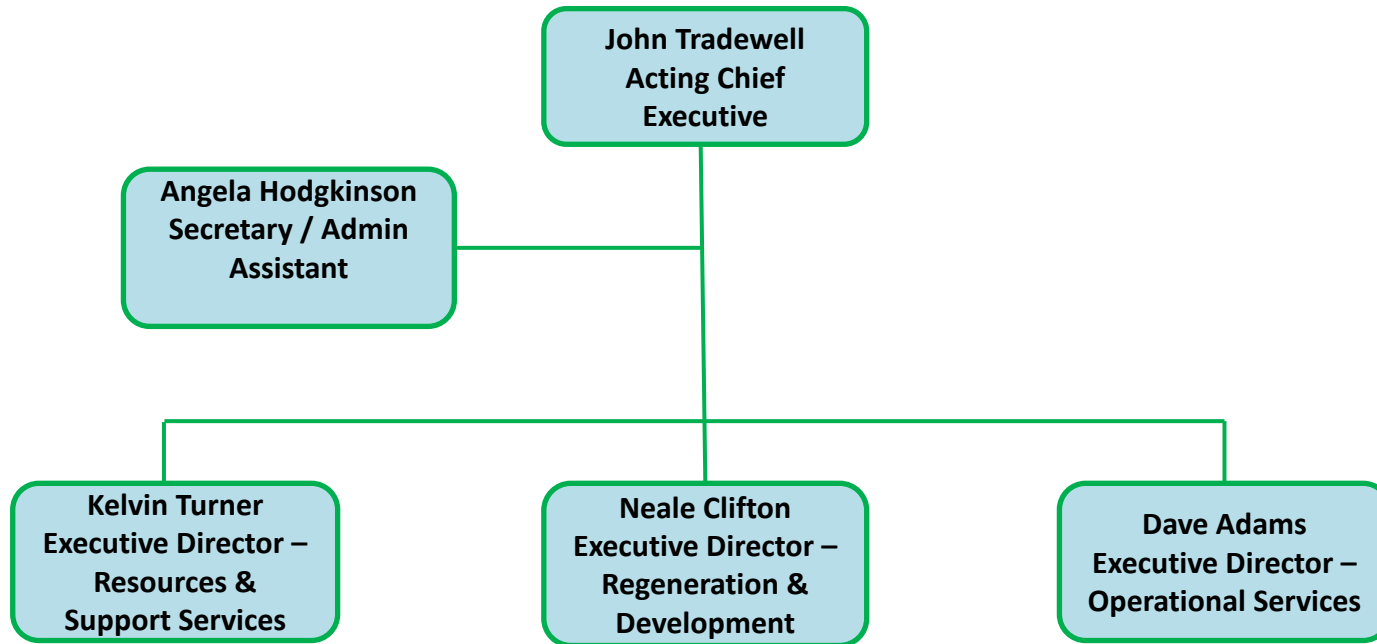 John Tradewell
Acting Chief
Executive
Angela Hodgkinson
Secretary / Admin
Assistant
Kelvin Turner
Executive Director –
Resources &
Support Services
Neale Clifton
Executive Director –
Regeneration &
Development
Dave Adams
Executive Director –
Operational Services